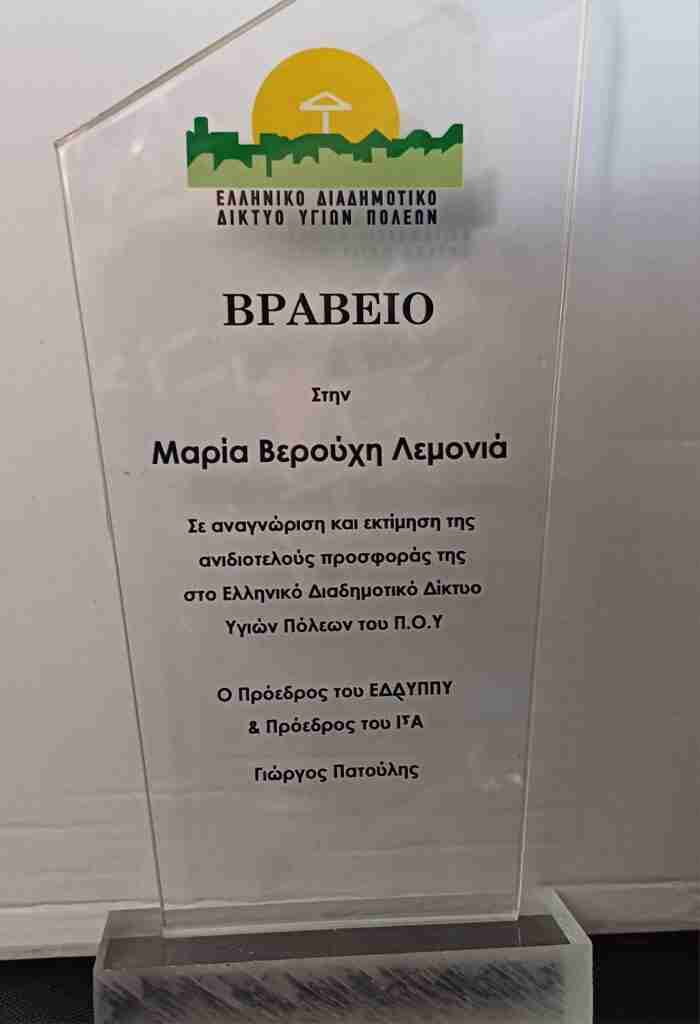 ΕΛΛΗΝΙΚΟ ΔΙΑΔΗΜΟΤΙΚΟ
ΔΙΚΤΥΟ ΥΓΙΩΝ ΠΟΛΕΩΝ
ΒΡΑΒΕΙΟ
Στην
Μαρία Βερούχη Λεμονιά
Σε αναγνώριση και εκτίμηση της
ανιδιοτελούς προσφοράς της
στο Ελληνικό Διαδημοτικό Δίκτυο
Υγιών Πόλεων του Π.Ο.Υ
Ο Πρόεδρος του ΕΔΔΥΠΠΥ
& Πρόεδρος του ΙΣΑ
Γιώργος Πατούλης